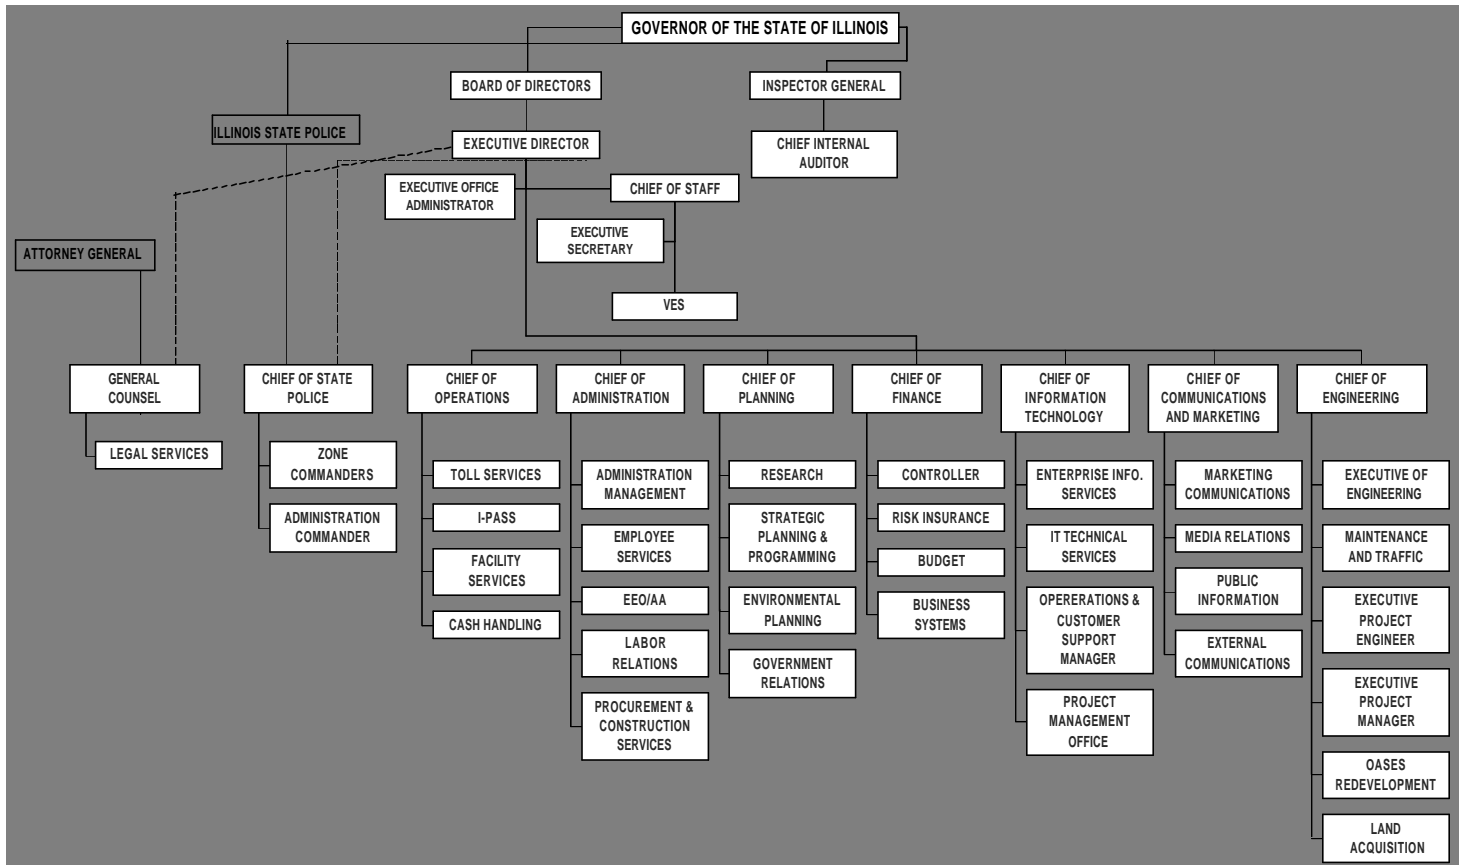 GOVERNOR OF THE STATE OF ILLINOIS
BOARD OF DIRECTORS
INSPECTOR GENERAL
ILLINOIS STATE POLICE
EXECUTIVE DIRECTOR
CHIEF INTERNAL
AUDITOR
EXECUTIVE OFFICE
ADMINISTRATOR
CHIEF OF STAFF
EXECUTIVE
SECRETARY
ATTORNEY GENERAL
VES
GENERAL
COUNSEL
LEGAL SERVICES
CHIEF OF STATE
POLICE
ZONE
COMMANDERS
ADMINISTRATION
COMMANDER
CHIEF OF
OPERATIONS
TOLL SERVICES
I-PASS
FACILITY
SERVICES
CASH HANDLING
CHIEF OF
ADMINISTRATION
ADMINISTRATION
MANAGEMENT
EMPLOYEE
SERVICES
EEO/AA
LABOR
RELATIONS
PROCUREMENT &
CONSTRUCTION
SERVICES
CHIEF OF
PLANNING
RESEARCH
STRATEGIC
PLANNING &
PROGRAMMING
ENVIRONMENTAL
PLANNING
GOVERNMENT
RELATIONS
CHIEF OF
FINANCE
CONTROLLER
RISK INSURANCE
BUDGET
BUSINESS
SYSTEMS
CHIEF OF
INFORMATION
TECHNOLOGY
ENTERPRISE INFO.
SERVICES
IT TECHNICAL
SERVICES
OPERERATIONS &
CUSTOMER
SUPPORT
MANAGER
PROJECT
MANAGEMENT
OFFICE
CHIEF OF
COMMUNICATIONS
AND MARKETING
MARKETING
COMMUNICATIONS
MEDIA RELATIONS
PUBLIC
INFORMATION
EXTERNAL
COMMUNICATIONS
CHIEF OF
ENGINEERING
EXECUTIVE OF
ENGINEERING
MAINTENANCE
AND TRAFFIC
EXECUTIVE
PROJECT
ENGINEER
EXECUTIVE
PROJECT
MANAGER
OASES
REDEVELOPMENT
LAND
ACQUISITION